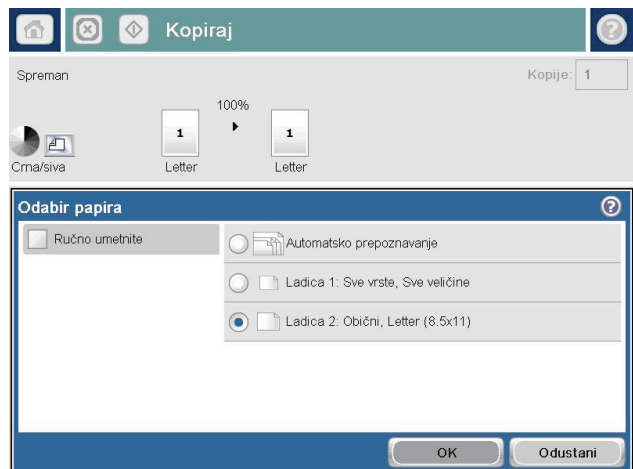 Kopiraj
Spreman
Kopije: 1
100%
1
1
Crna/siva
Letter
Letter
Odabir papira
Ručno umetnite
Automatsko prepoznavanje
Ladica 1: Sve vrste, Sve veličine
Ladica 2: Obični, Letter (8.5x11)
OK
Odustani